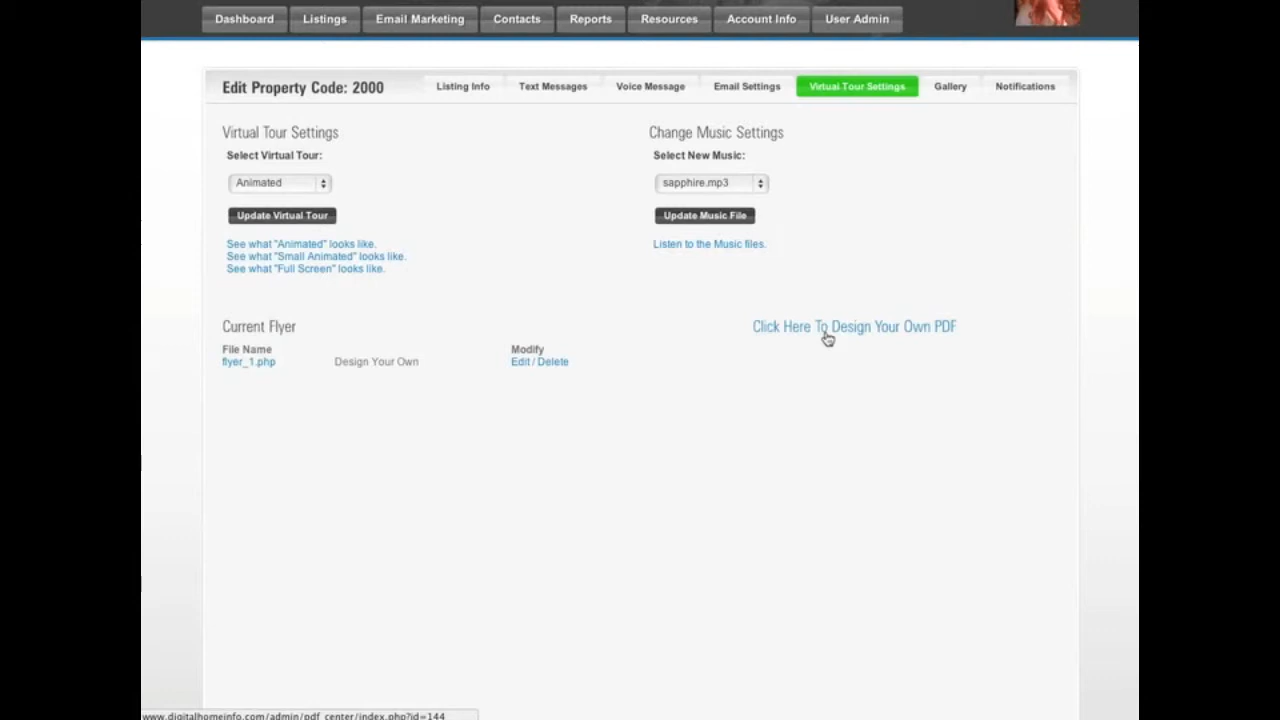 Dashboard Listings Email Marketing Contacts Reports Resources Account Info User Admin
Edit Property Code: 2000 Listing Info Text Messages Voice Message Email Settings Virtual Tour Settings Gallery Notifications
Virtual Tour Settings Change Music Settings
Select Virtual Tour: Select New Music:
Animated sapphire.mp3
Update Virtual Tour Update Music File
See what "Animated" looks like. Listen to the Music files.
See what "Small Animated" looks like.
See what "Full Screen" looks like.
Current Flyer Click Here To Design Your Own PDF
File Name Modify
flyer_1.php Design Your Own Edit / Delete
www.digitalhomeinfo.com/admin/pdf_center/index.php?id=144